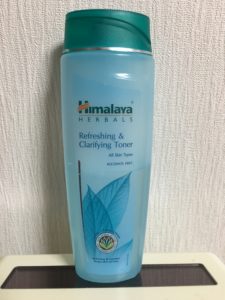 Himalaya
HERBALS
Refreshing &
Clarifying Toner
All Skin Types
ALCOHOL FREE